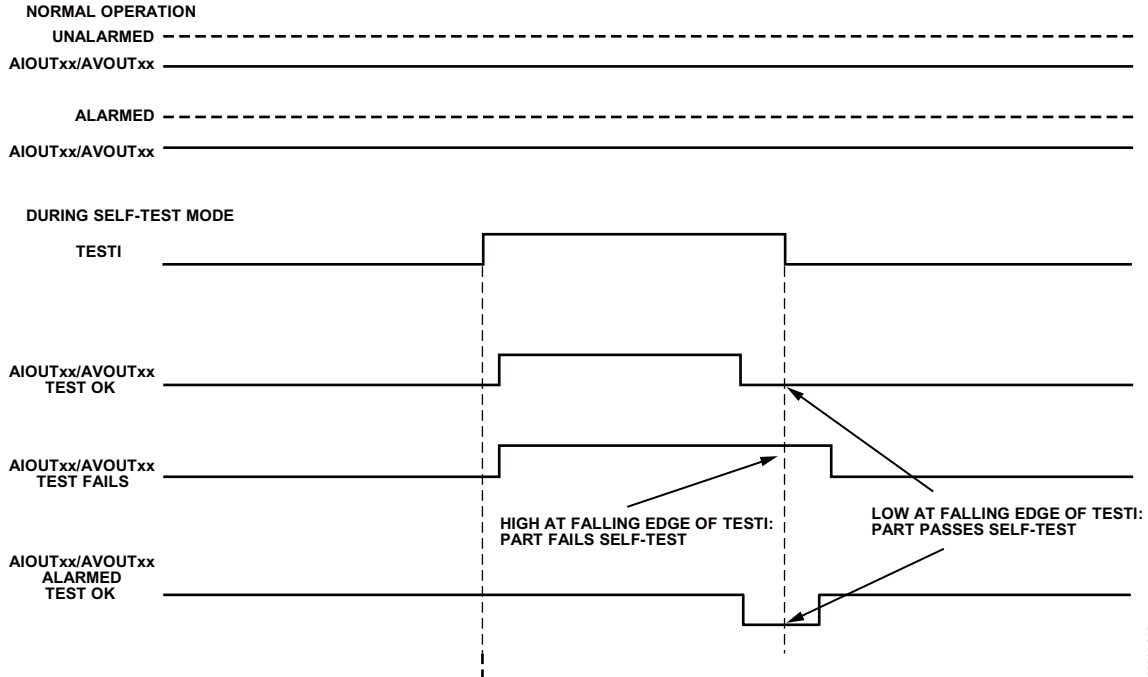 NORMAL OPERATION
UNALARMED
AIOUTxx/AVOUTxx
ALARMED
AIOUTxx/AVOUTxx
DURING SELF-TEST MODE
TESTI
AIOUTxx/AVOUTxx
TEST OK
AIOUTxx/AVOUTxx
TEST FAILS
HIGH AT FALLING EDGE OF TESTI:
PART FAILS SELF-TEST
LOW AT FALLING EDGE OF TESTI:
PART PASSES SELF-TEST
AIOUTxx/AVOUTxx
ALARMED
TEST OK